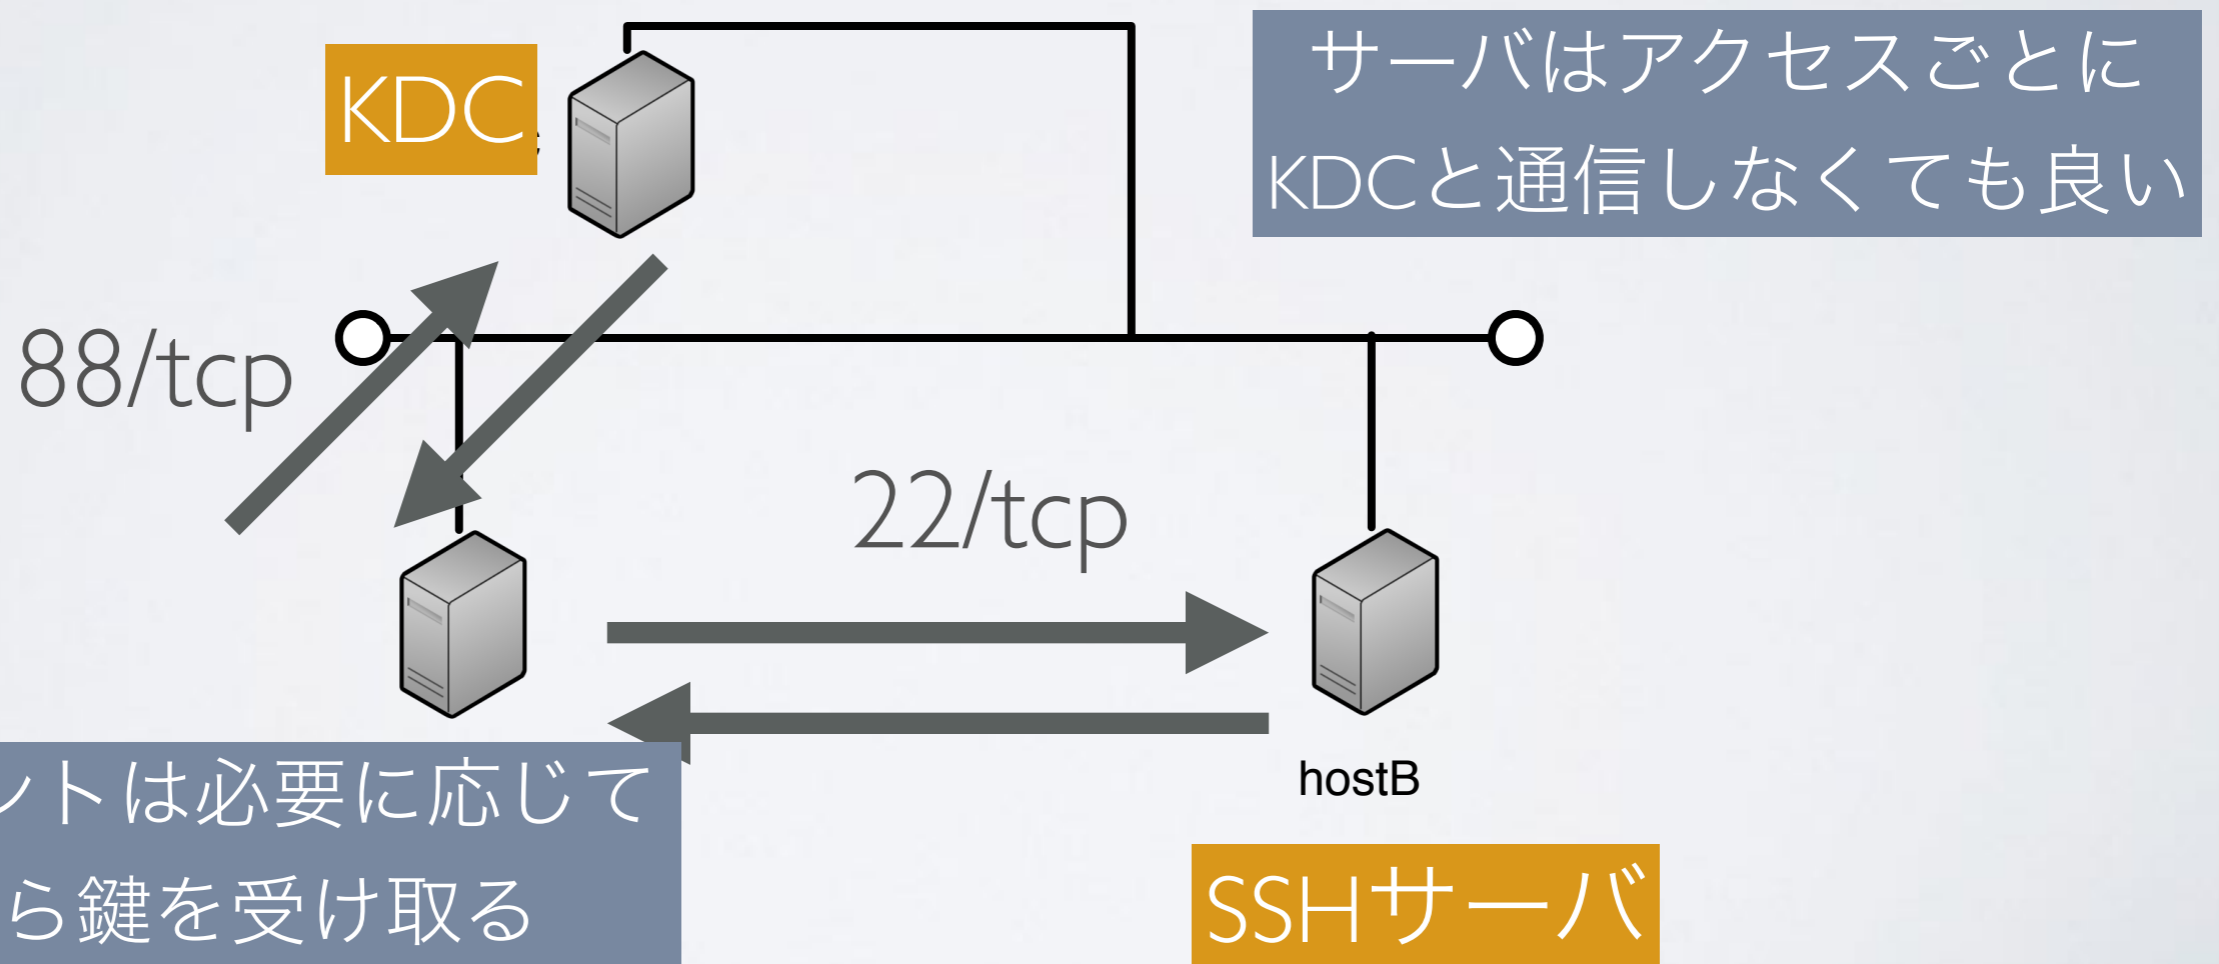 KDC
サーバはアクセスごとに
KDCと通信しなくても良い
88/tcp
22/tcp
hostB
ントは必要に応じて
ら鍵を受け取る
SSHサーバ